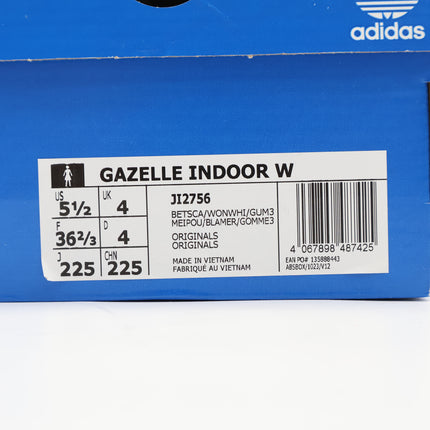 adidas
GAZELLE INDOOR W
US 5½ UK 4
F 36⅔ D 4
J 225 CHN 225
JI2756
BETSCA/WONWHI/GUM3
MEIPOU/BLAMER/GOMME3
ORIGINALS
ORIGINALS
MADE IN VIETNAM
FABRIQUÉ AU VIETNAM
4 067898 487425
EAN PO# 135888443
ABSBOX/1023/V12